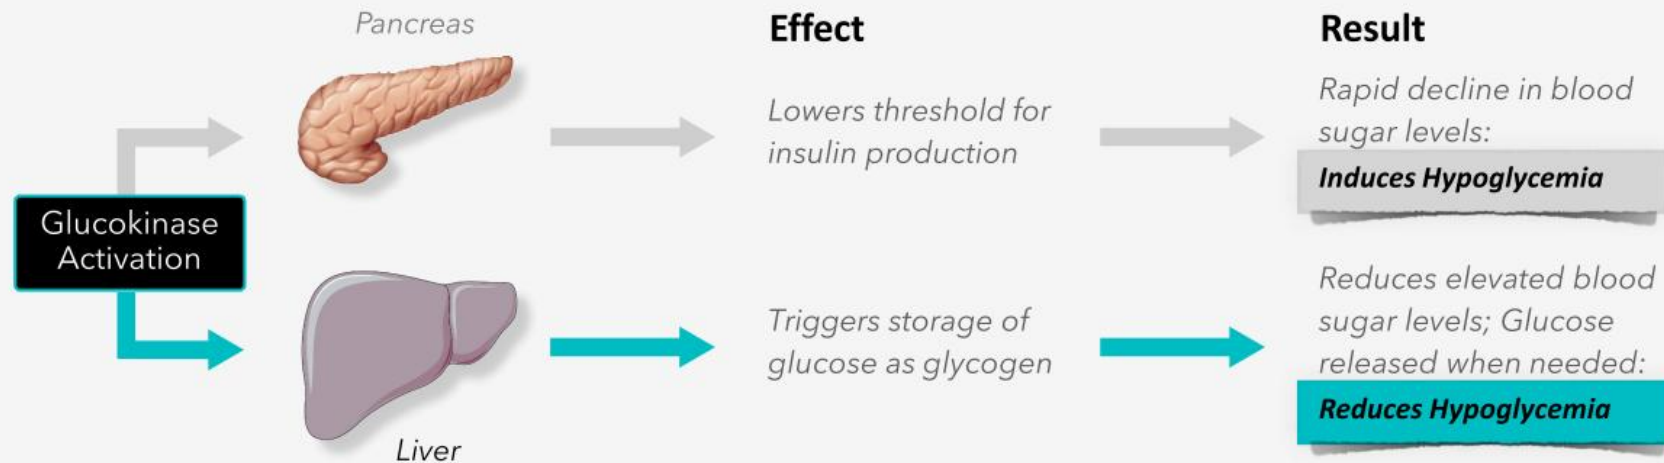 Pancreas
Effect
Result
Glucokinase
Activation
Lowers threshold for
insulin production
Rapid decline in blood
sugar levels:
Induces Hypoglycemia
Liver
Triggers storage of
glucose as glycogen
Reduces elevated blood
sugar levels; Glucose
released when needed:
Reduces Hypoglycemia